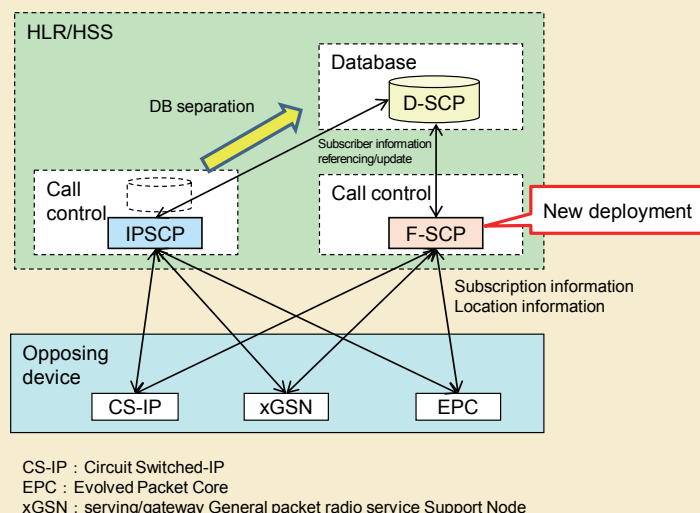 HLR/HSS
Database
D-SCP
DB separation
Subscriber information
referencing/update
Call
control
IPSCP
Call control
F-SCP
New deployment
Subscription information
Location information
Opposing
device
CS-IP
xGSN
EPC
CS-IP : Circuit Switched-IP
EPC : Evolved Packet Core
xGSN : serving/gateway General packet radio service Support Node